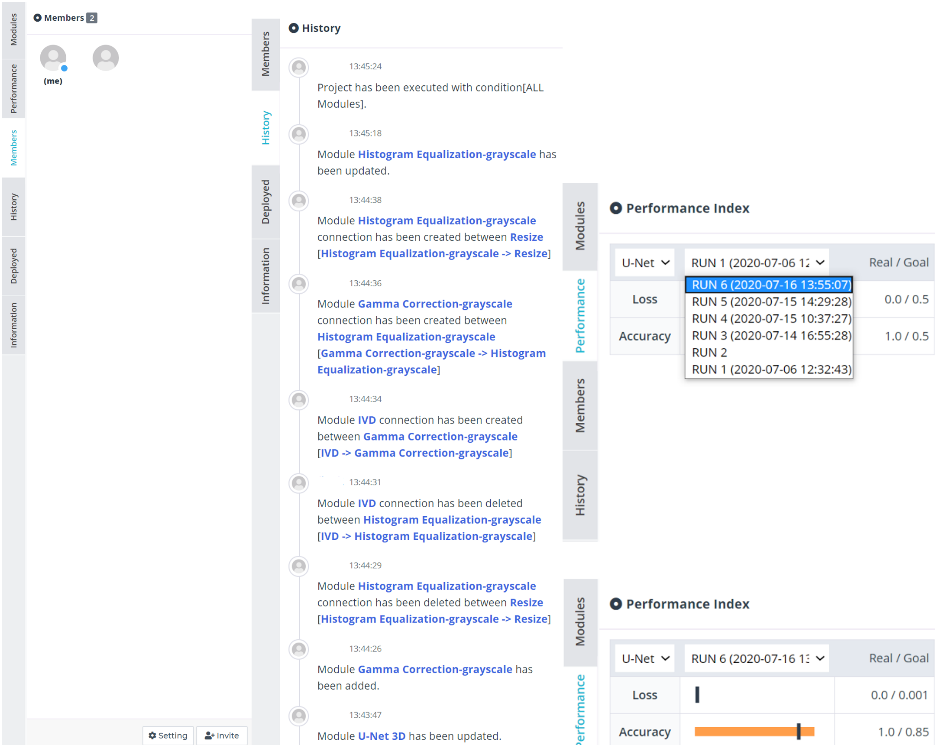 Modules
Performance
Members
History
Deployed
Information
Members 2
(me)
Setting
Invite
Members
History
Deployed
Information
History
13:45:24
Project has been executed with condition[ALL
Modules].
13:45:18
Module Histogram Equalization-grayscale has
been updated.
13:44:38
Module Histogram Equalization-grayscale
connection has been created between Resize
[Histogram Equalization-grayscale -> Resize]
13:44:36
Module Gamma Correction-grayscale
connection has been created between
Histogram Equalization-grayscale
[Gamma Correction-grayscale -> Histogram
Equalization-grayscale]
13:44:34
Module IVD connection has been created
between Gamma Correction-grayscale
[IVD -> Gamma Correction-grayscale]
13:44:31
Module IVD connection has been deleted
between Histogram Equalization-grayscale
[IVD -> Histogram Equalization-grayscale]
13:44:29
Module Histogram Equalization-grayscale
connection has been deleted between Resize
[Histogram Equalization-grayscale -> Resize]
13:44:26
Module Gamma Correction-grayscale has
been added.
13:43:47
Module U-Net 3D has been updated.
Modules
Performance
Members
History
Performance Index
U-Net RUN 1 (2020-07-06 12 Real / Goal
RUN 6 (2020-07-16 13:55:07)
RUN 5 (2020-07-15 14:29:28)
RUN 4 (2020-07-15 10:37:27)
RUN 3 (2020-07-14 16:55:28)
RUN 2
RUN 1 (2020-07-06 12:32:43)
Loss 0.0 / 0.5
Accuracy 1.0 / 0.5
Modules
Performance
Performance Index
U-Net RUN 6 (2020-07-16 13 Real / Goal
Loss 0.0 / 0.001
Accuracy 1.0 / 0.85